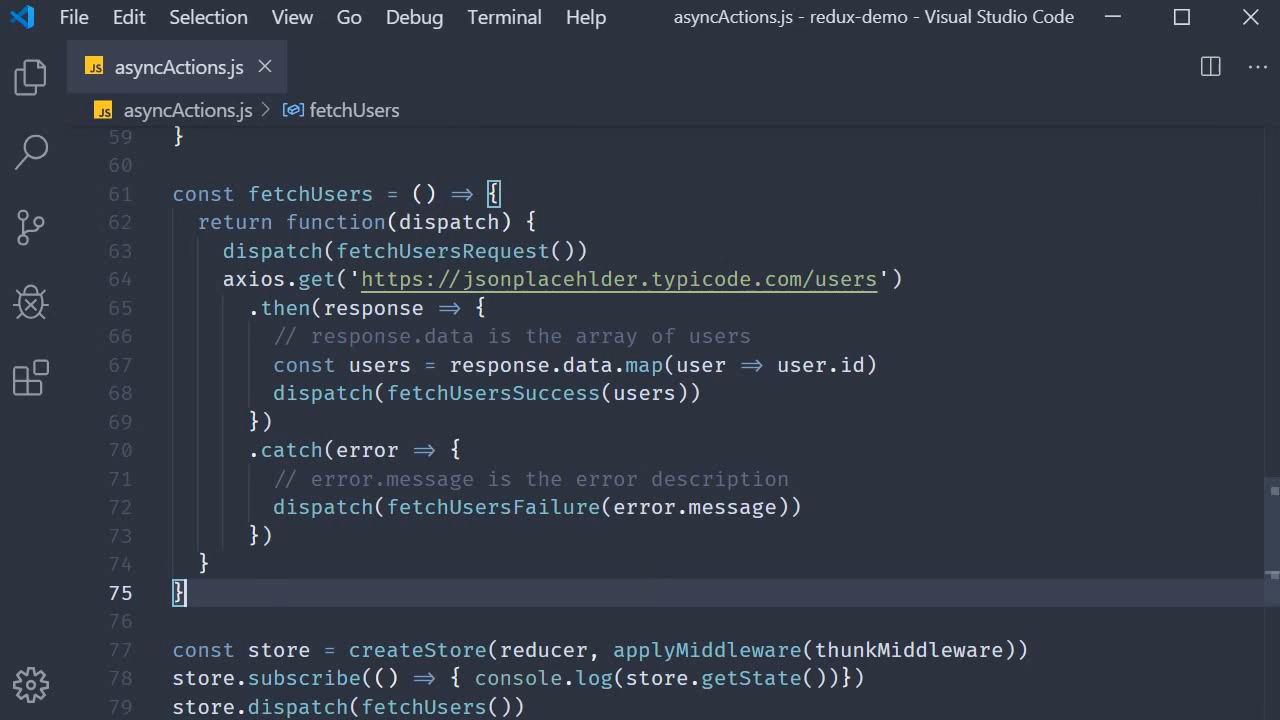 File Edit Selection View Go Debug Terminal Help asyncActions.js - redux-demo - Visual Studio Code
JS asyncActions.js
JS asyncActions.js > fetchUsers
59 }
60
61 const fetchUsers = () => {
62 return function(dispatch) {
63 dispatch(fetchUsersRequest())
64 axios.get('https://jsonplacehlder.typicode.com/users')
65 .then(response => {
66 // response.data is the array of users
67 const users = response.data.map(user => user.id)
68 dispatch(fetchUsersSuccess(users))
69 })
70 .catch(error => {
71 // error.message is the error description
72 dispatch(fetchUsersFailure(error.message))
73 })
74 }
75 }
76
77 const store = createStore(reducer, applyMiddleware(thunkMiddleware))
78 store.subscribe(() => { console.log(store.getState())})
79 store.dispatch(fetchUsers())